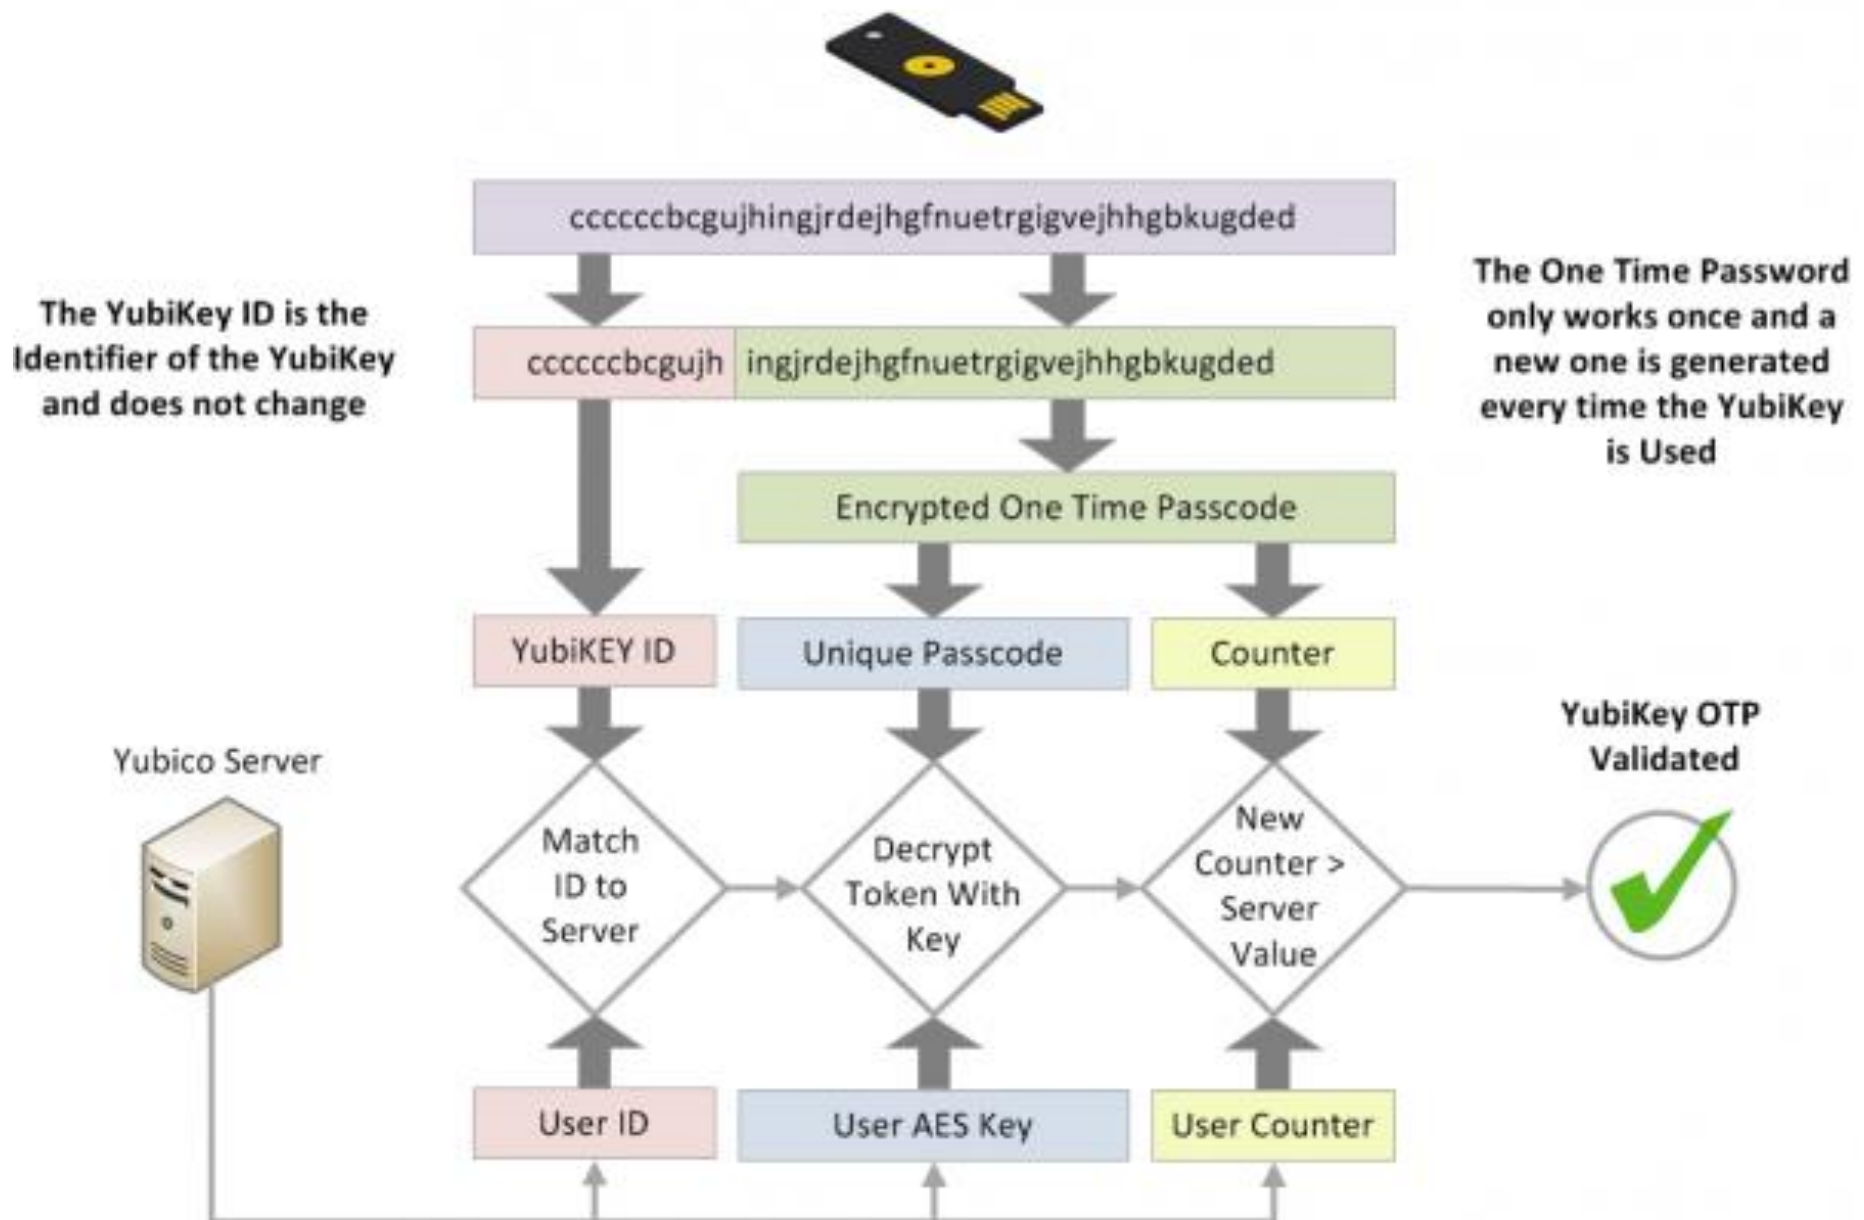 ccccccbcgujhingjrdejhgfnuetrgigvejhhgbkugded
The YubiKey ID is the
Identifier of the YubiKey
and does not change
ccccccbcgujh
ingjrdejhgfnuetrgigvejhhgbkugded
The One Time Password
only works once and a
new one is generated
every time the YubiKey
is Used
Encrypted One Time Passcode
YubiKEY ID
Unique Passcode
Counter
Yubico Server
Match
ID to
Server
Decrypt
Token With
Key
New
Counter >
Server
Value
YubiKey OTP
Validated
User ID
User AES Key
User Counter